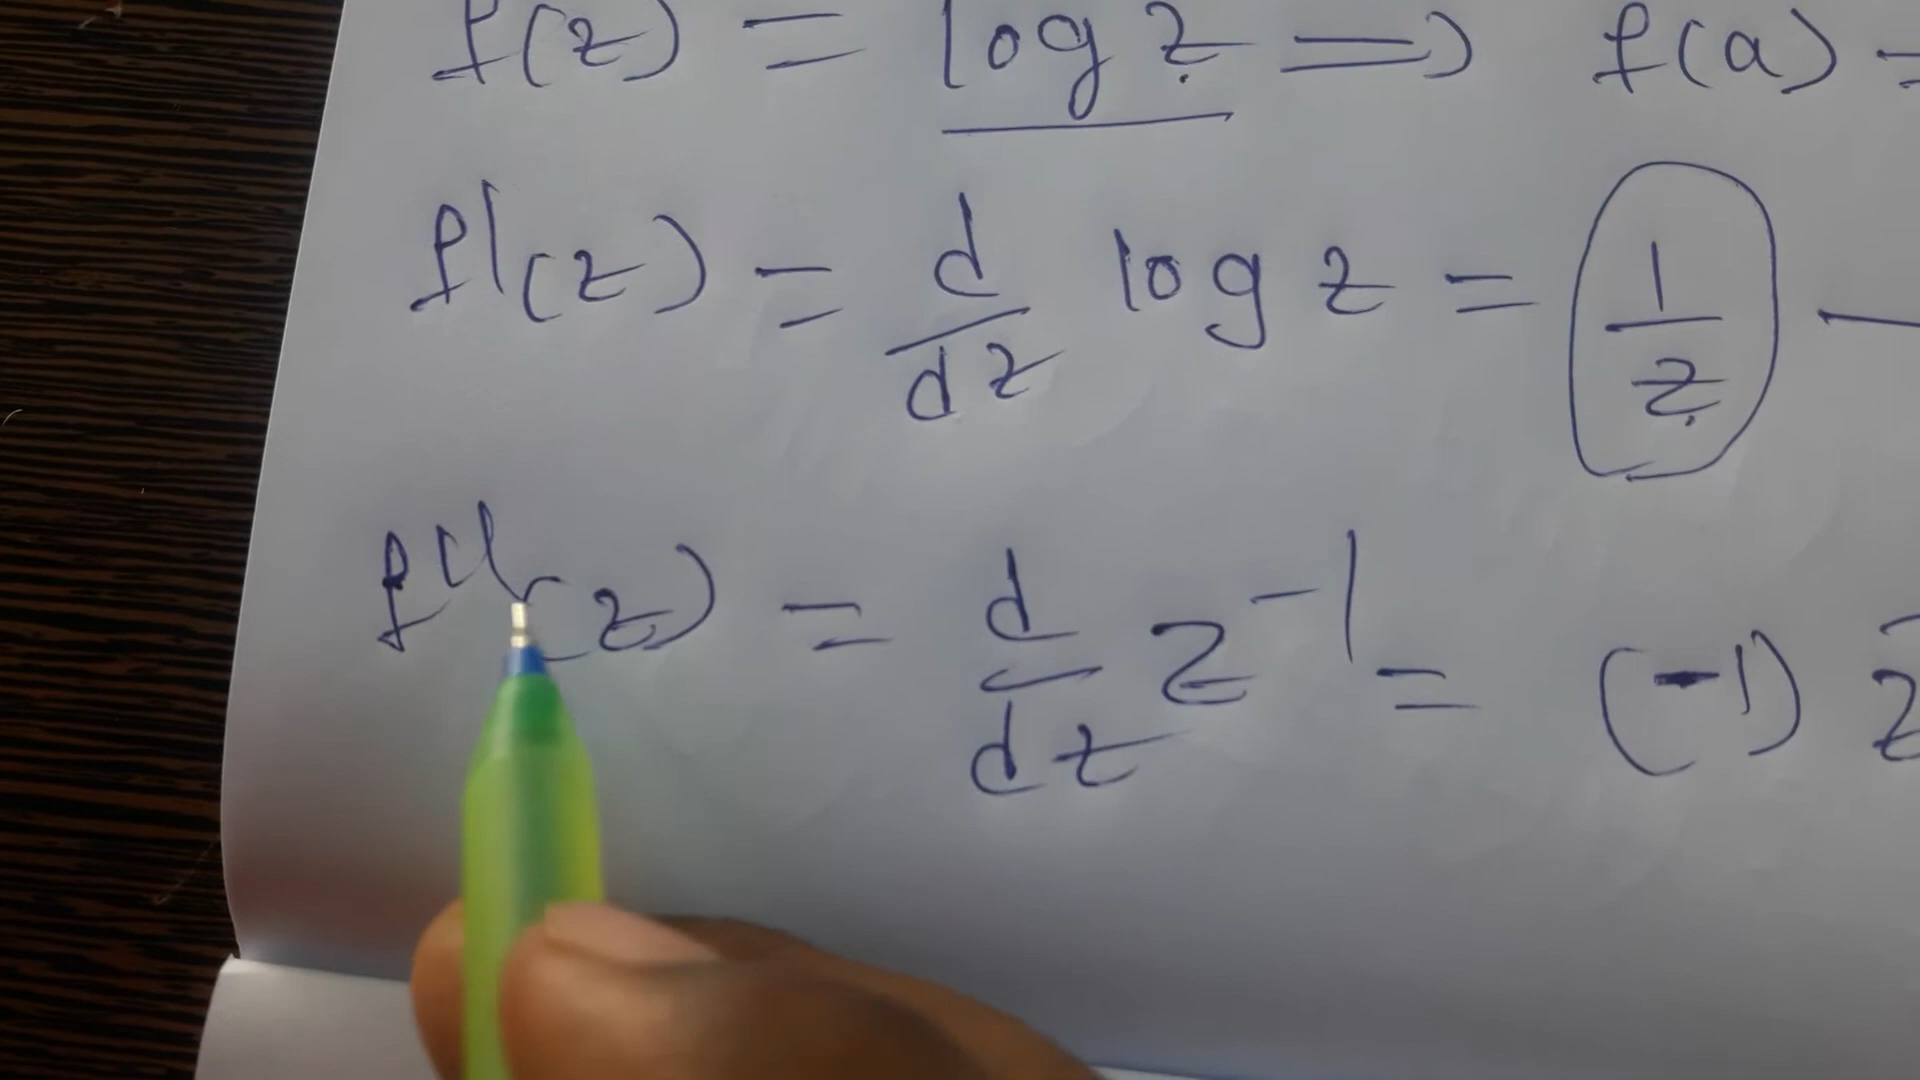 f(z) = log z ⟹ f(a) =
f'(z) = d/dz log z = 1/z —
f''(z) = d/dz z^-1 = (-1) z